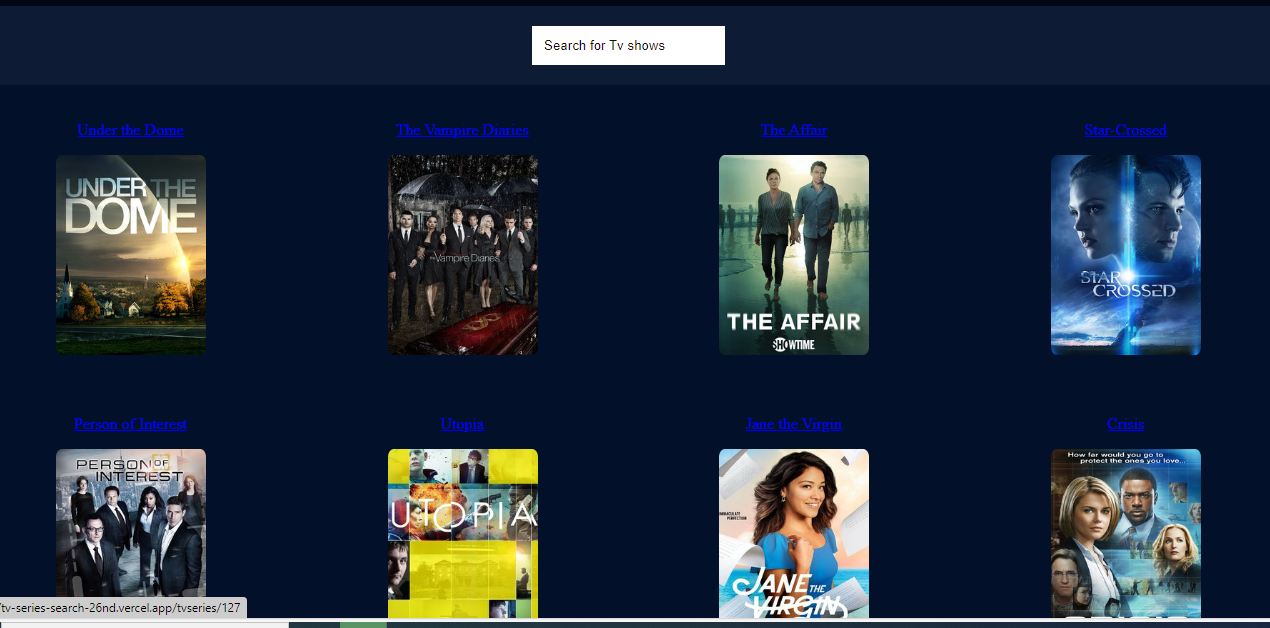 Search for Tv shows
Under the Dome
The Vampire Diaries
The Affair
Star-Crossed
UNDER THE
DOME
The Vampire Diaries
THE AFFAIR
SHOWTIME
STAR
CROSSED
Person of Interest
Utopia
Jane the Virgin
Crisis
PERSON OF
INTEREST
UTOPIA
IMMACULATE
PERFECTION
JANE THE
VIRGIN
How far would you go to
protect the ones you love...
CRISIS
/tv-series-search-26nd.vercel.app/tvseries/127